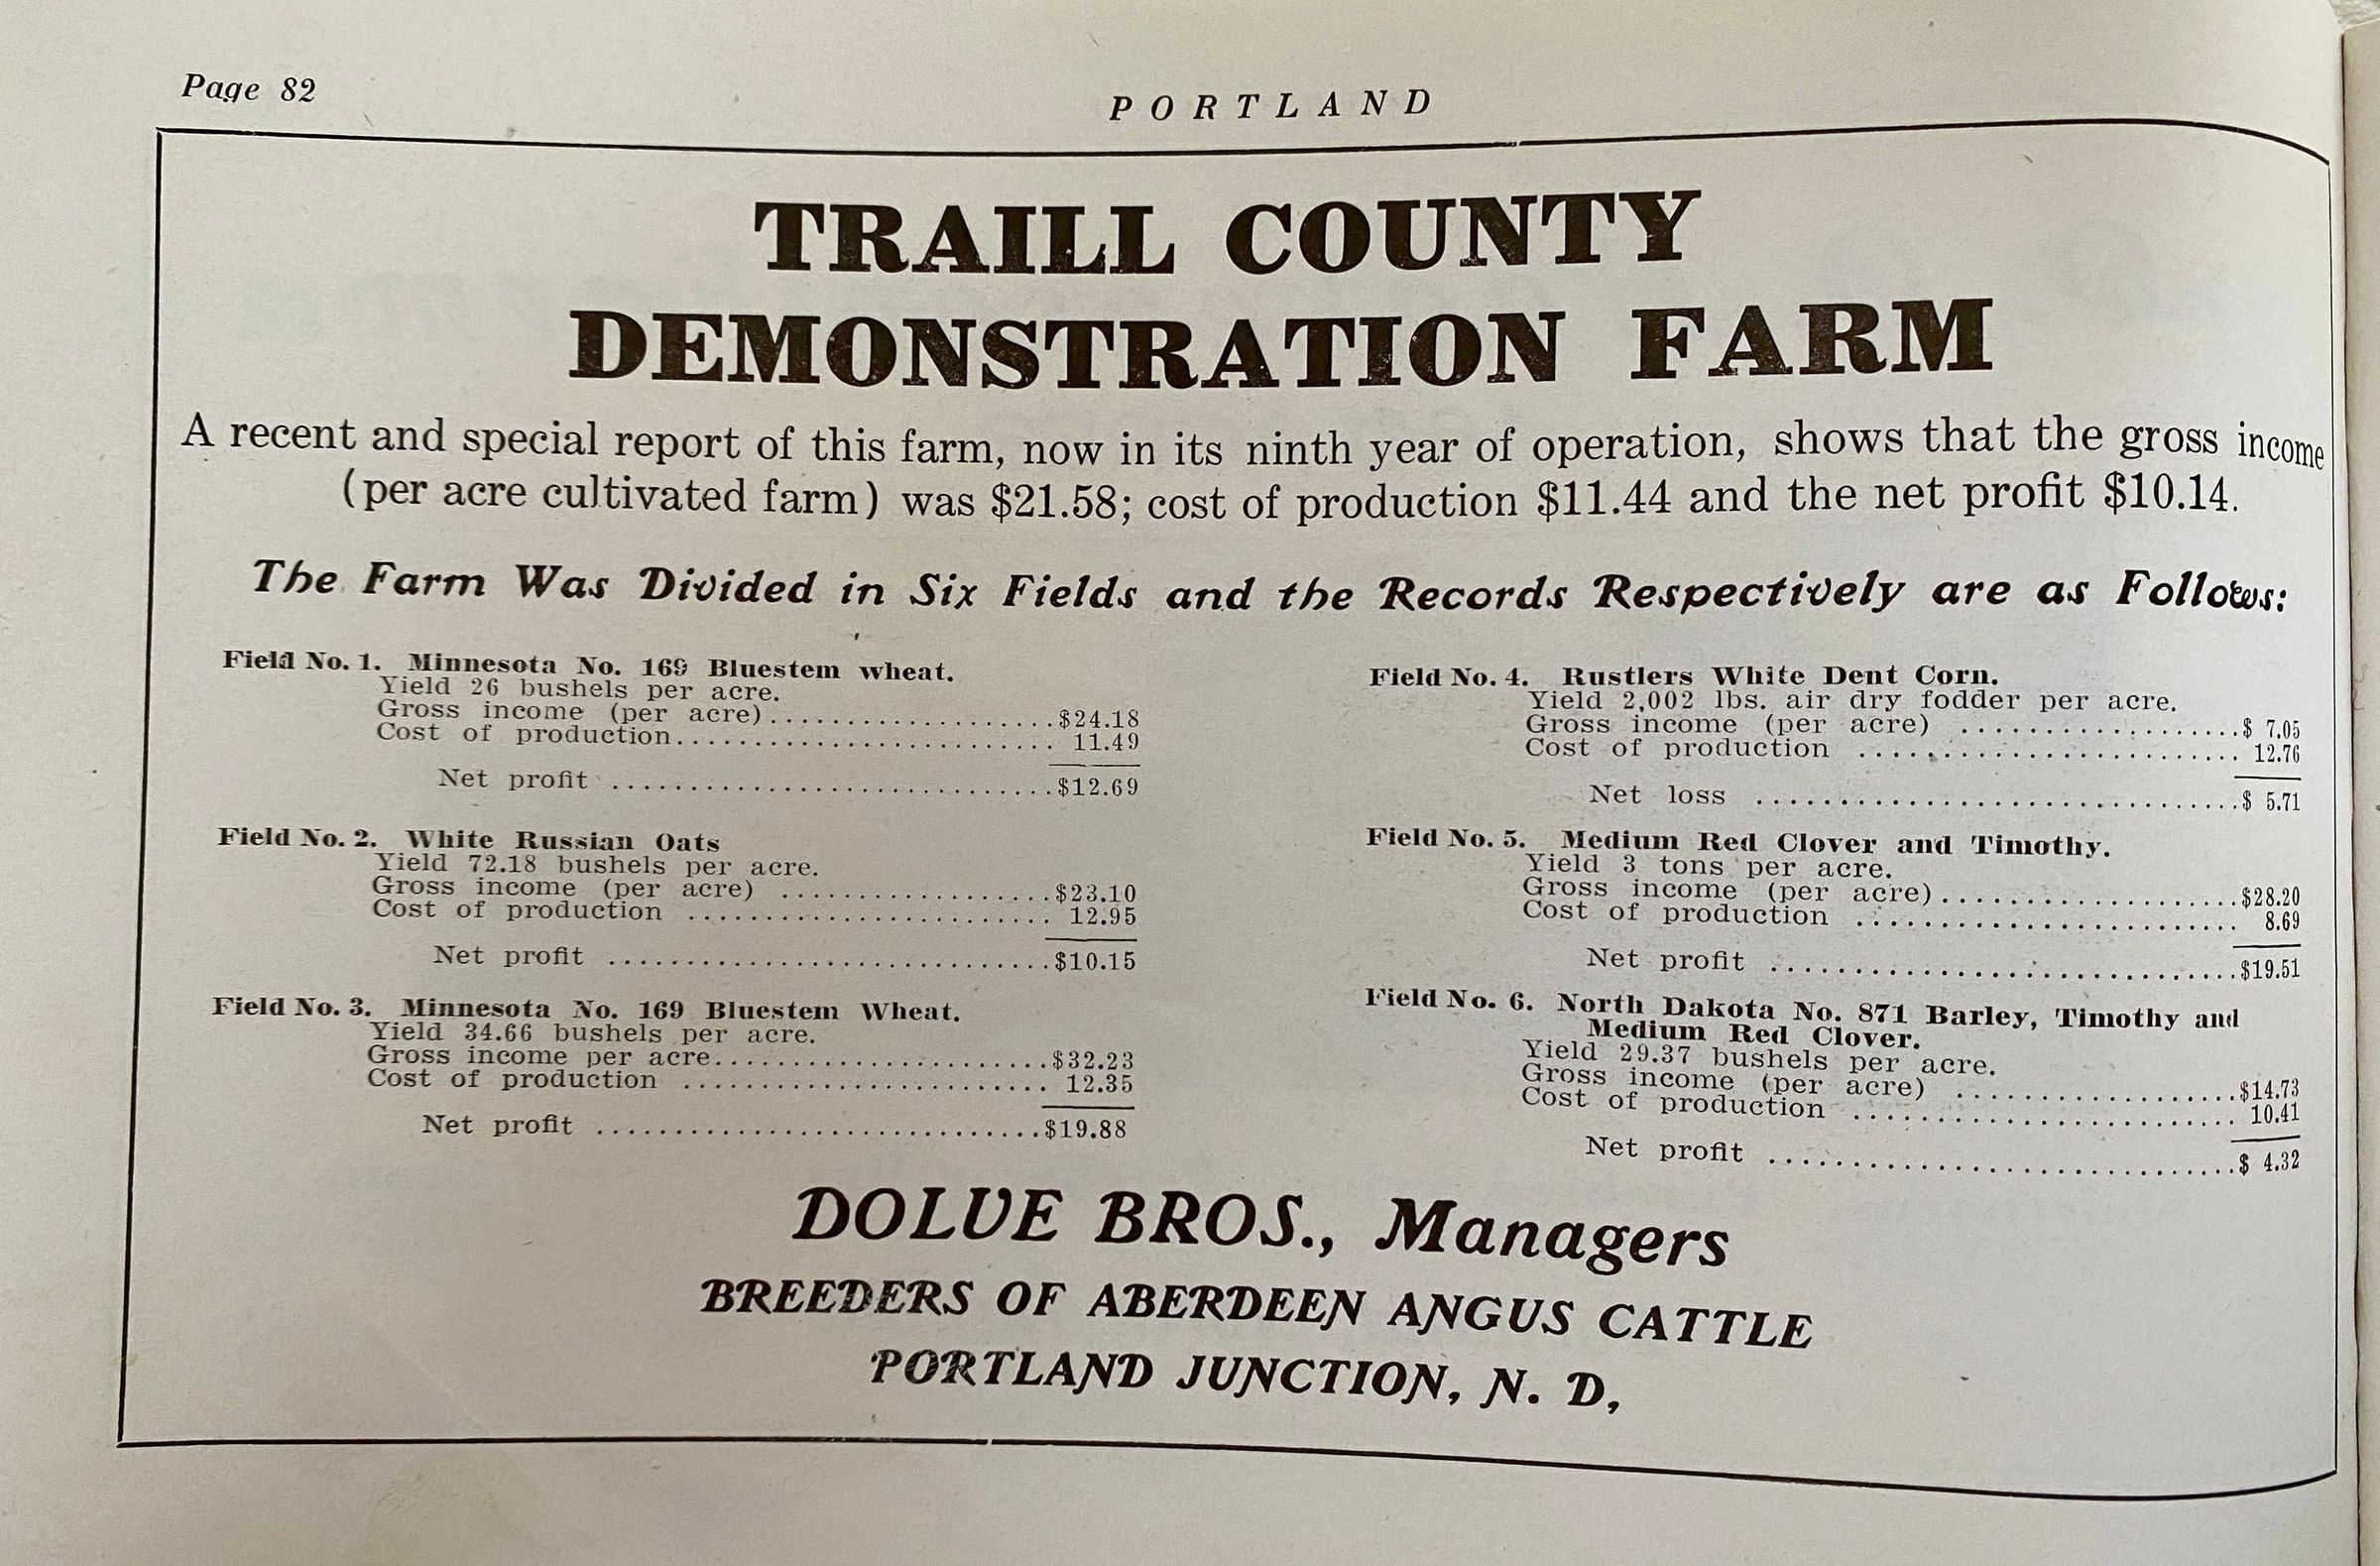 Page 82
PORTLAND
TRAILL COUNTY
DEMONSTRATION FARM
A recent and special report of this farm, now in its ninth year of operation, shows that the gross income
(per acre cultivated farm) was $21.58; cost of production $11.44 and the net profit $10.14.
The Farm Was Divided in Six Fields and the Records Respectively are as Follows:
Field No. 1. Minnesota No. 169 Bluestem wheat.
Yield 26 bushels per acre.
Gross income (per acre)....................$24.18
Cost of production........................... 11.49
Net profit ..............................$12.69
Field No. 2. White Russian Oats
Yield 72.18 bushels per acre.
Gross income (per acre) ...................$23.10
Cost of production ......................... 12.95
Net profit ..............................$10.15
Field No. 3. Minnesota No. 169 Bluestem Wheat.
Yield 34.66 bushels per acre.
Gross income per acre.......................$32.23
Cost of production ......................... 12.35
Net profit ..............................$19.88
Field No. 4. Rustlers White Dent Corn.
Yield 2,002 lbs. air dry fodder per acre.
Gross income (per acre) ...................$ 7.05
Cost of production .......................... 12.76
Net loss .................................$ 5.71
Field No. 5. Medium Red Clover and Timothy.
Yield 3 tons per acre.
Gross income (per acre).....................$28.20
Cost of production .......................... 8.69
Net profit ................................$19.51
Field No. 6. North Dakota No. 871 Barley, Timothy and
Medium Red Clover.
Yield 29.37 bushels per acre.
Gross income (per acre) ....................$14.73
Cost of production .......................... 10.41
Net profit ................................$ 4.32
DOLVE BROS., Managers
BREEDERS OF ABERDEEN ANGUS CATTLE
PORTLAND JUNCTION, N. D,